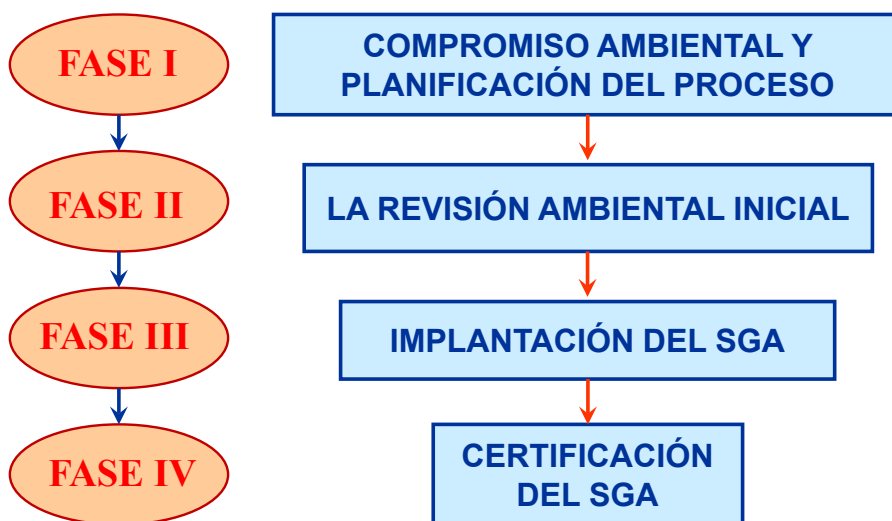 FASE I
COMPROMISO AMBIENTAL Y
PLANIFICACIÓN DEL PROCESO
FASE II
LA REVISIÓN AMBIENTAL INICIAL
FASE III
IMPLANTACIÓN DEL SGA
FASE IV
CERTIFICACIÓN
DEL SGA